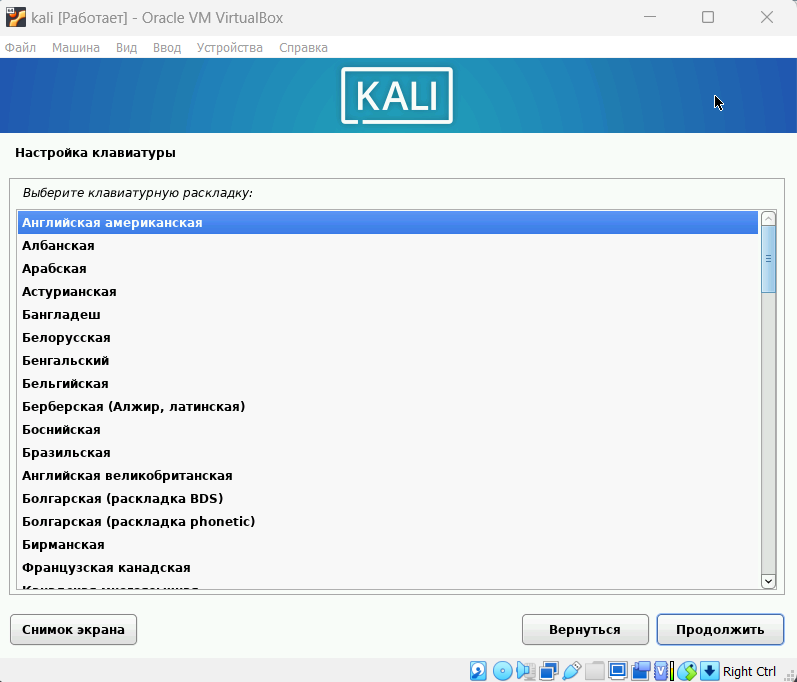 kali [Работает] - Oracle VM VirtualBox
Файл Машина Вид Ввод Устройства Справка
KALI
Настройка клавиатуры
Выберите клавиатурную раскладку:
Английская американская
Албанская
Арабская
Астурианская
Бангладеш
Белорусская
Бенгальский
Бельгийская
Берберская (Алжир, латинская)
Боснийская
Бразильская
Английская великобританская
Болгарская (раскладка BDS)
Болгарская (раскладка phonetic)
Бирманская
Французская канадская
Снимок экрана Вернуться Продолжить
Right Ctrl